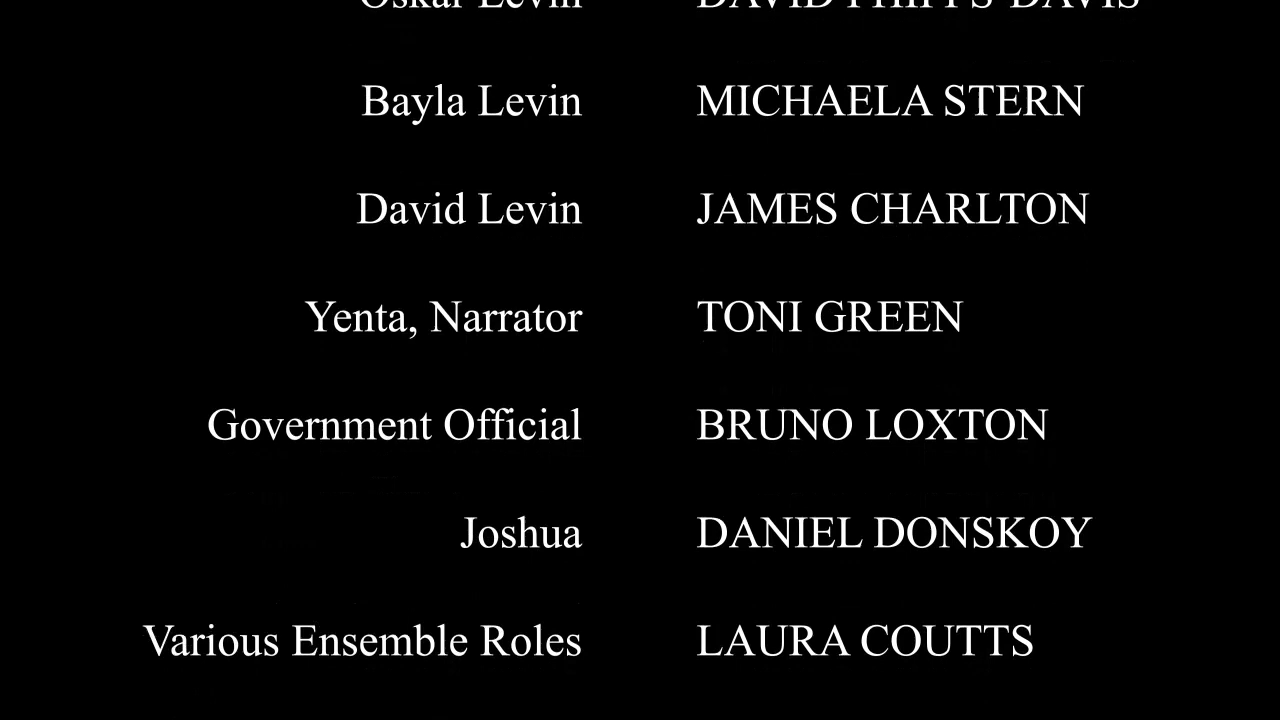 Oskar Levin DAVID PHIPPS-DAVIS
Bayla Levin MICHAELA STERN
David Levin JAMES CHARLTON
Yenta, Narrator TONI GREEN
Government Official BRUNO LOXTON
Joshua DANIEL DONSKOY
Various Ensemble Roles LAURA COUTTS